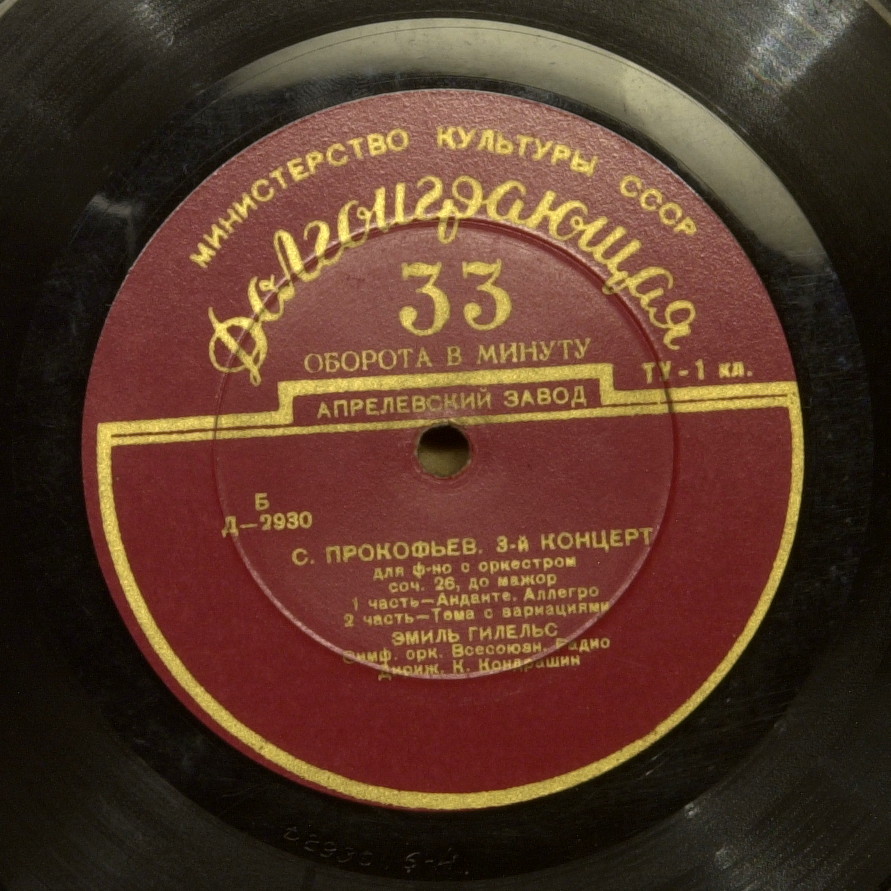 МИНИСТЕРСТВО КУЛЬТУРЫ СССР
Долгоиграющая
33
ОБОРОТА В МИНУТУ
ТУ-1 кл.
АПРЕЛЕВСКИЙ ЗАВОД
Б
Д—2930
С. ПРОКОФЬЕВ. 3-й КОНЦЕРТ
для ф-но с оркестром
соч. 26, до мажор
1 часть—Анданте. Аллегро
2 часть—Тема с вариациями
ЭМИЛЬ ГИЛЕЛЬС
Симф. орк. Всесоюзн. Радио
Дириж. К. Кондрашин